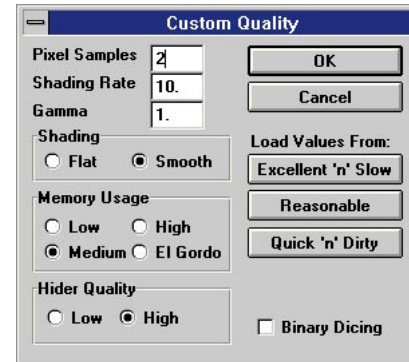 Custom Quality
Pixel Samples 2
Shading Rate 10.
Gamma 1.
OK
Cancel
Shading
Flat Smooth
Memory Usage
Low High
Medium El Gordo
Hider Quality
Low High
Load Values From:
Excellent 'n' Slow
Reasonable
Quick 'n' Dirty
Binary Dicing